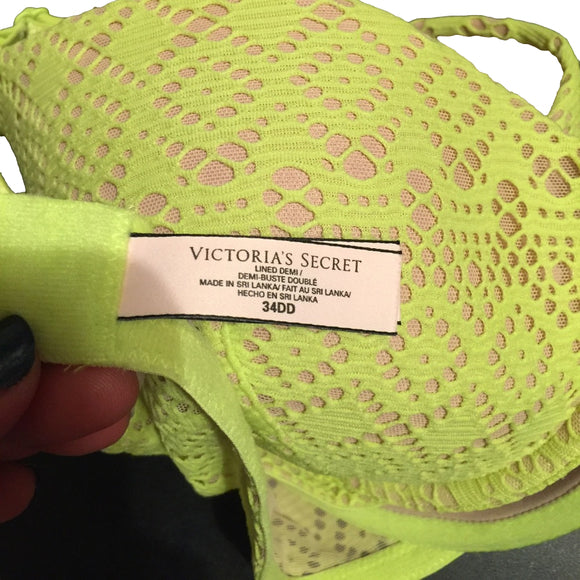 VICTORIA'S SECRET
LINED DEMI/
DEMI-BUSTE DOUBLÉ
MADE IN SRI LANKA/ FAIT AU SRI LANKA/
HECHO EN SRI LANKA
34DD